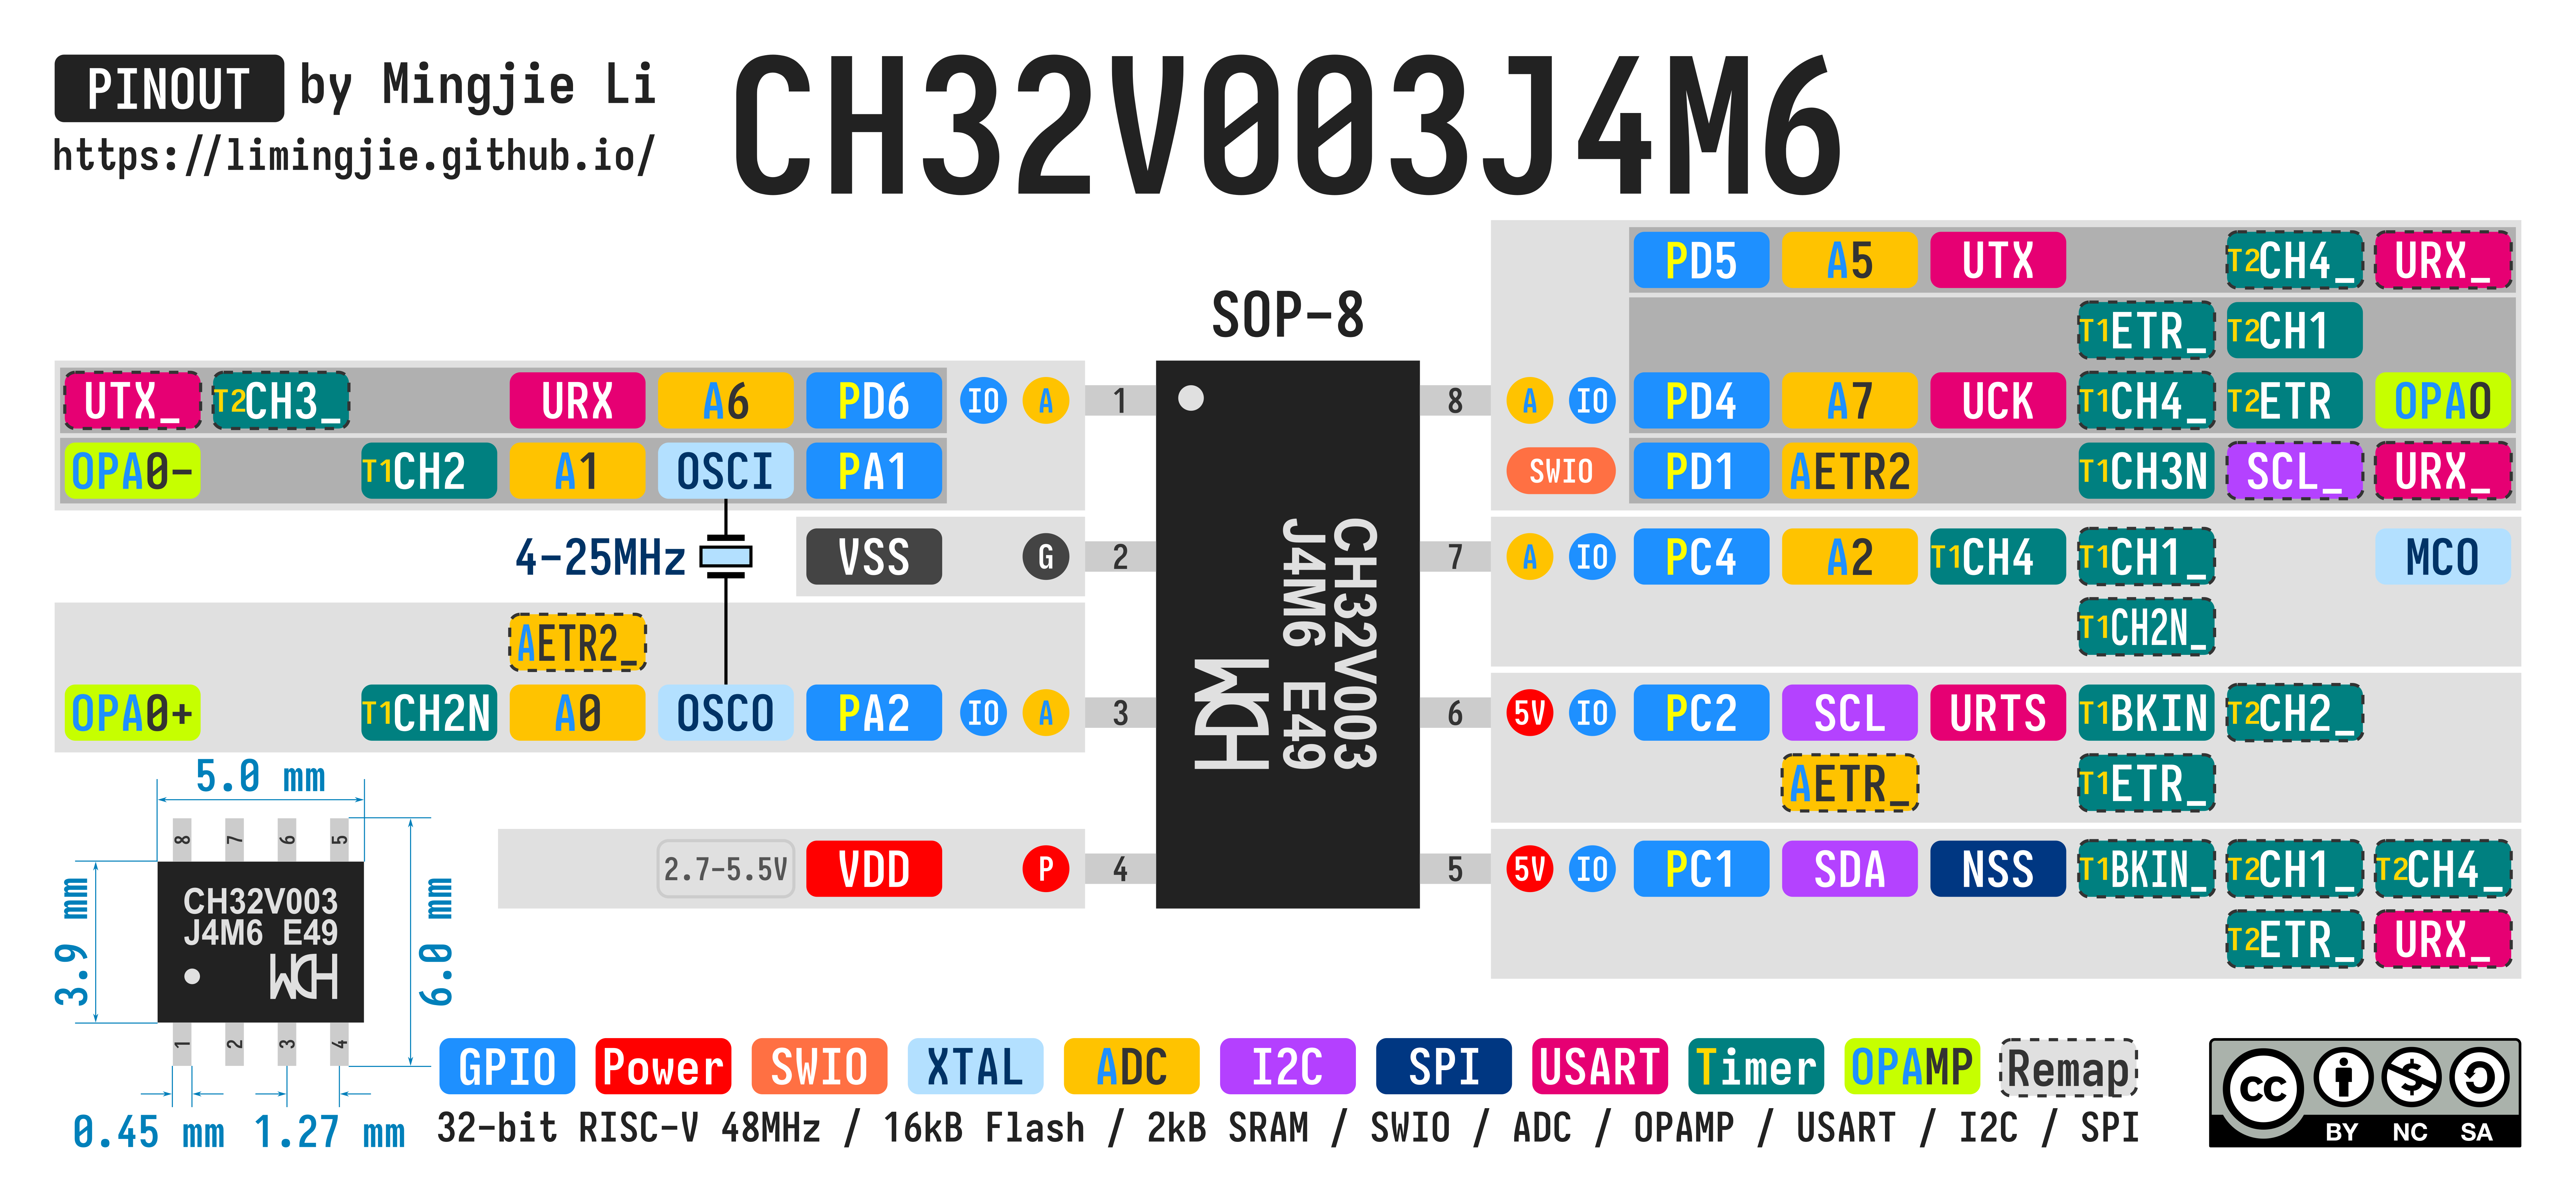 PINOUT by Mingjie Li
https://limingjie.github.io/
CH32V003J4M6
SOP-8
PD5 A5 UTX T2CH4_ URX_
T1ETR_ T2CH1
UTX_ T2CH3_ URX A6 PD6 IO A 1
8 A IO PD4 A7 UCK T1CH4_ T2ETR OPAO
OPA0- T1CH2 A1 OSCI PA1
SWIO PD1 AETR2 T1CH3N SCL_ URX_
4-25MHz VSS G 2
7 A IO PC4 A2 T1CH4 T1CH1_ MCO
T1CH2N_
AETR2_
OPA0+ T1CH2N A0 OSCO PA2 IO A 3
6 5V IO PC2 SCL URTS T1BKIN T2CH2_
AETR_ T1ETR_
2.7-5.5V VDD P 4
5 5V IO PC1 SDA NSS T1BKIN_ T2CH1_ T2CH4_
T2ETR_ URX_
CH32V003
J4M6 E49
WCH
5.0 mm
8 7 6 5
3.9 mm
CH32V003
J4M6 E49
WCH
6.0 mm
1 2 3 4
0.45 mm 1.27 mm
GPIO Power SWIO XTAL ADC I2C SPI USART Timer OPAMP Remap
32-bit RISC-V 48MHz / 16kB Flash / 2kB SRAM / SWIO / ADC / OPAMP / USART / I2C / SPI
cc
BY NC SA